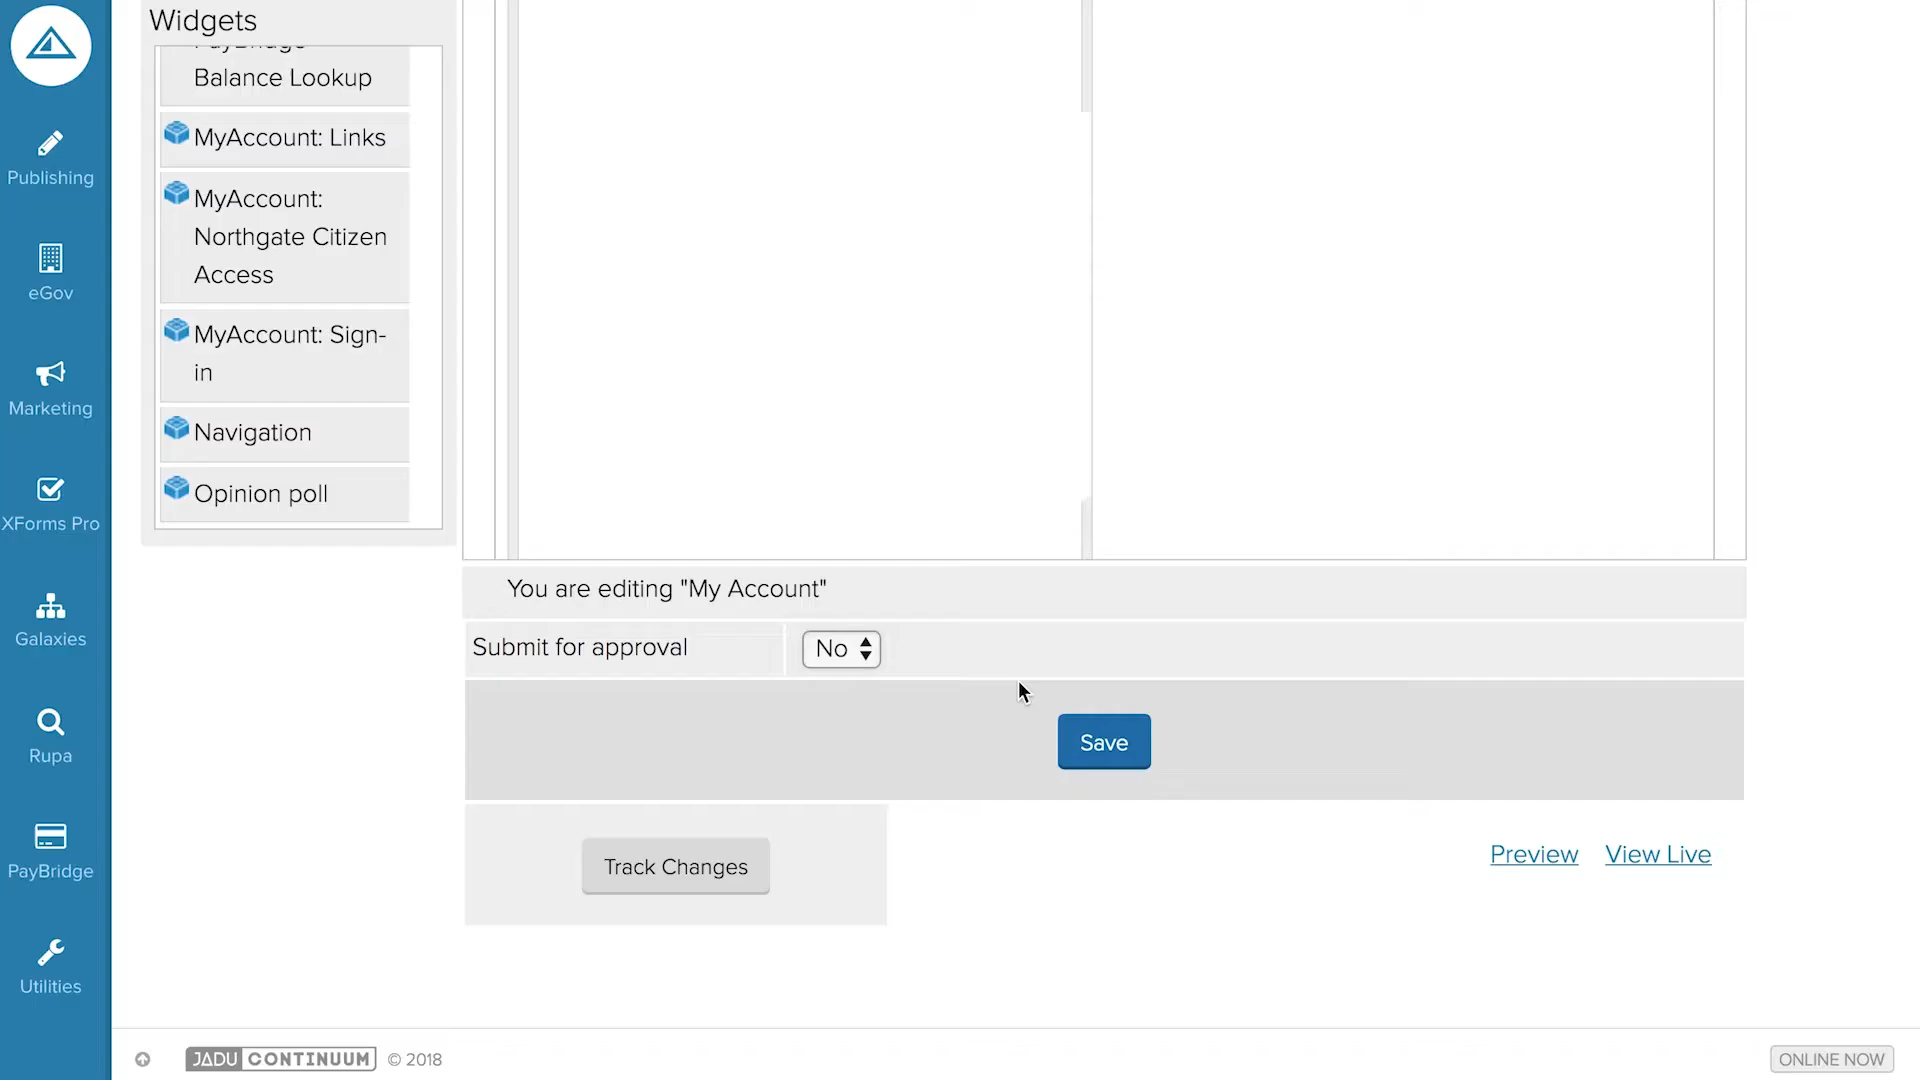 Widgets
PayBridge
Balance Lookup
MyAccount: Links
MyAccount:
Northgate Citizen
Access
MyAccount: Sign-
in
Navigation
Opinion poll
Publishing
eGov
Marketing
XForms Pro
Galaxies
Rupa
PayBridge
Utilities
You are editing "My Account"
Submit for approval No
Save
Track Changes
Preview View Live
JADU CONTINUUM © 2018
ONLINE NOW